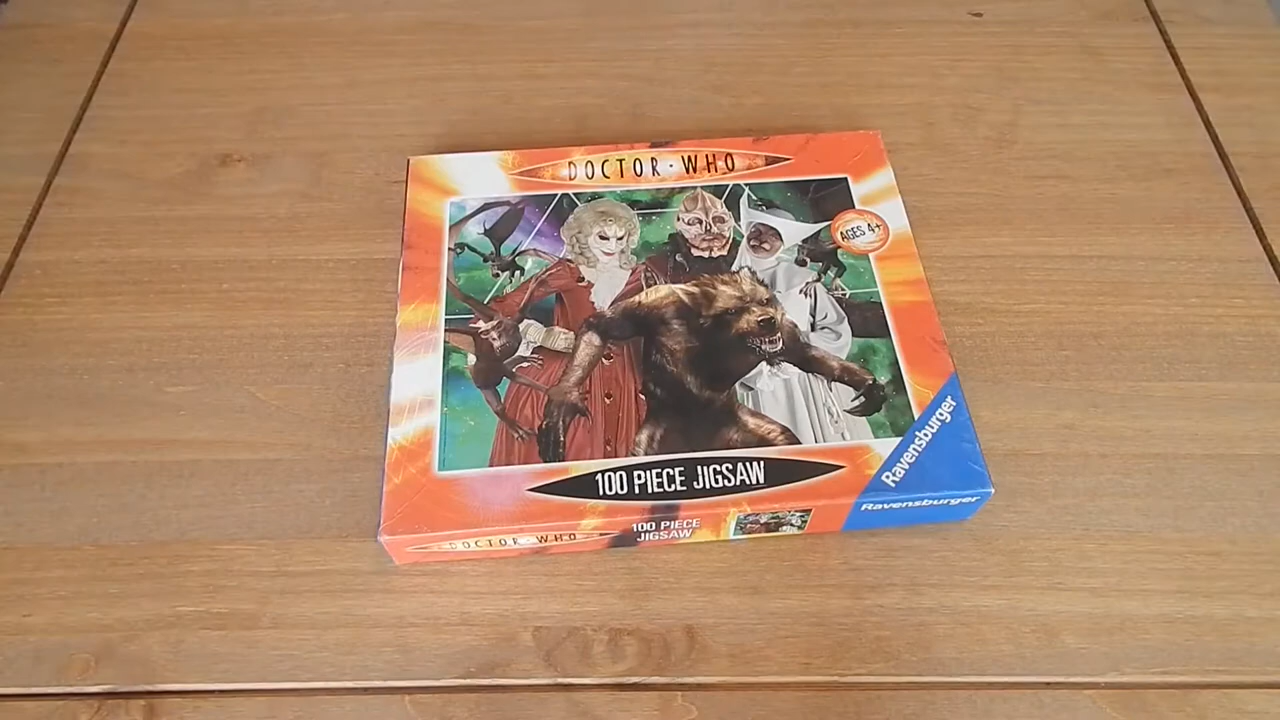 DOCTOR·WHO
AGES 4+
Ravensburger
100 PIECE JIGSAW
Ravensburger
DOCTOR·WHO
100 PIECE
JIGSAW